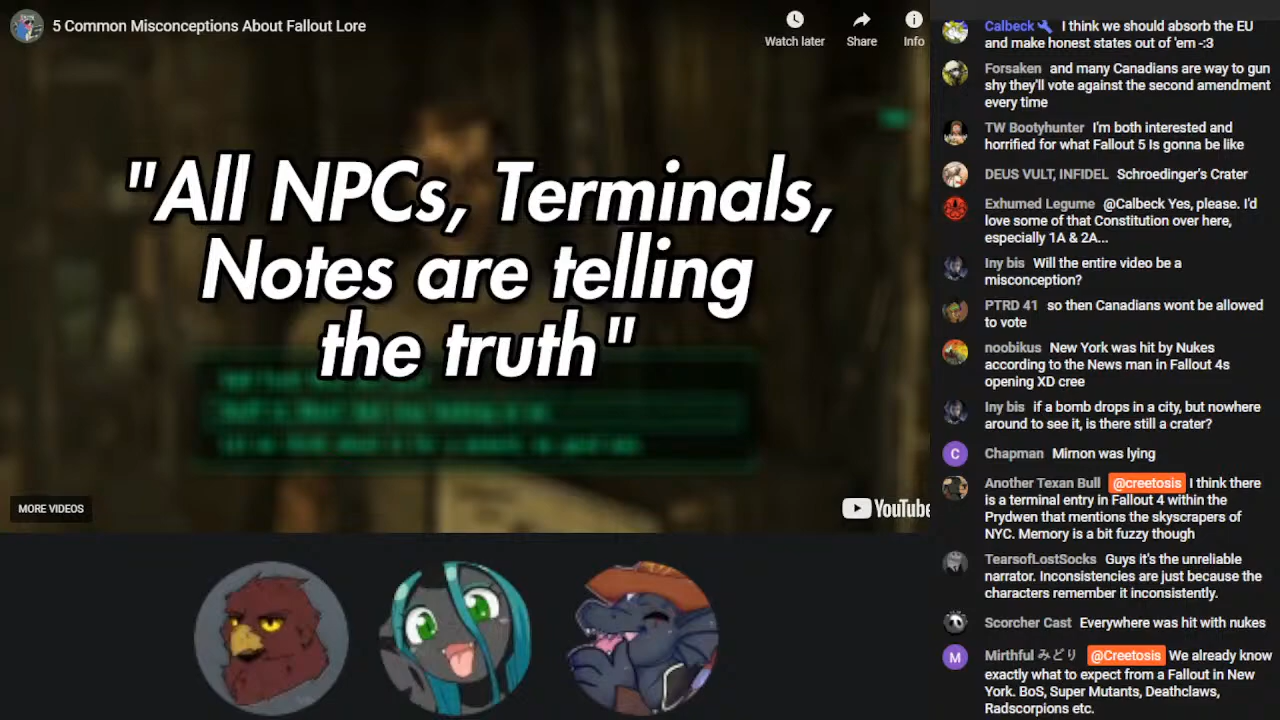 5 Common Misconceptions About Fallout Lore
Watch later
Share
Info
"All NPCs, Terminals,
Notes are telling
the truth"
MORE VIDEOS
YouTube
Calbeck I think we should absorb the EU
and make honest states out of 'em -:3
Forsaken and many Canadians are way to gun
shy they'll vote against the second amendment
every time
TW Bootyhunter I'm both interested and
horrified for what Fallout 5 Is gonna be like
DEUS VULT, INFIDEL Schroedinger's Crater
Exhumed Legume @Calbeck Yes, please. I'd
love some of that Constitution over here,
especially 1A & 2A...
Iny bis Will the entire video be a
misconception?
PTRD 41 so then Canadians wont be allowed
to vote
noobikus New York was hit by Nukes
according to the News man in Fallout 4s
opening XD cree
Iny bis if a bomb drops in a city, but nowhere
around to see it, is there still a crater?
C
Chapman Mimon was lying
Another Texan Bull @creetosis I think there
is a terminal entry in Fallout 4 within the
Prydwen that mentions the skyscrapers of
NYC. Memory is a bit fuzzy though
TearsofLostSocks Guys it's the unreliable
narrator. Inconsistencies are just because the
characters remember it inconsistently.
Scorcher Cast Everywhere was hit with nukes
M
Mirthful みどり @Creetosis We already know
exactly what to expect from a Fallout in New
York. BoS, Super Mutants, Deathclaws,
Radscorpions etc.